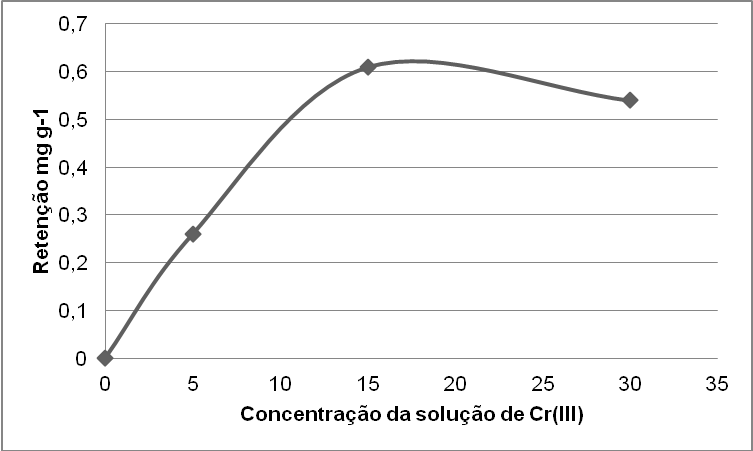 0,7
0,6
0,5
0,4
0,3
0,2
0,1
0
Retenção mg g-1
0 5 10 15 20 25 30 35
Concentração da solução de Cr(III)